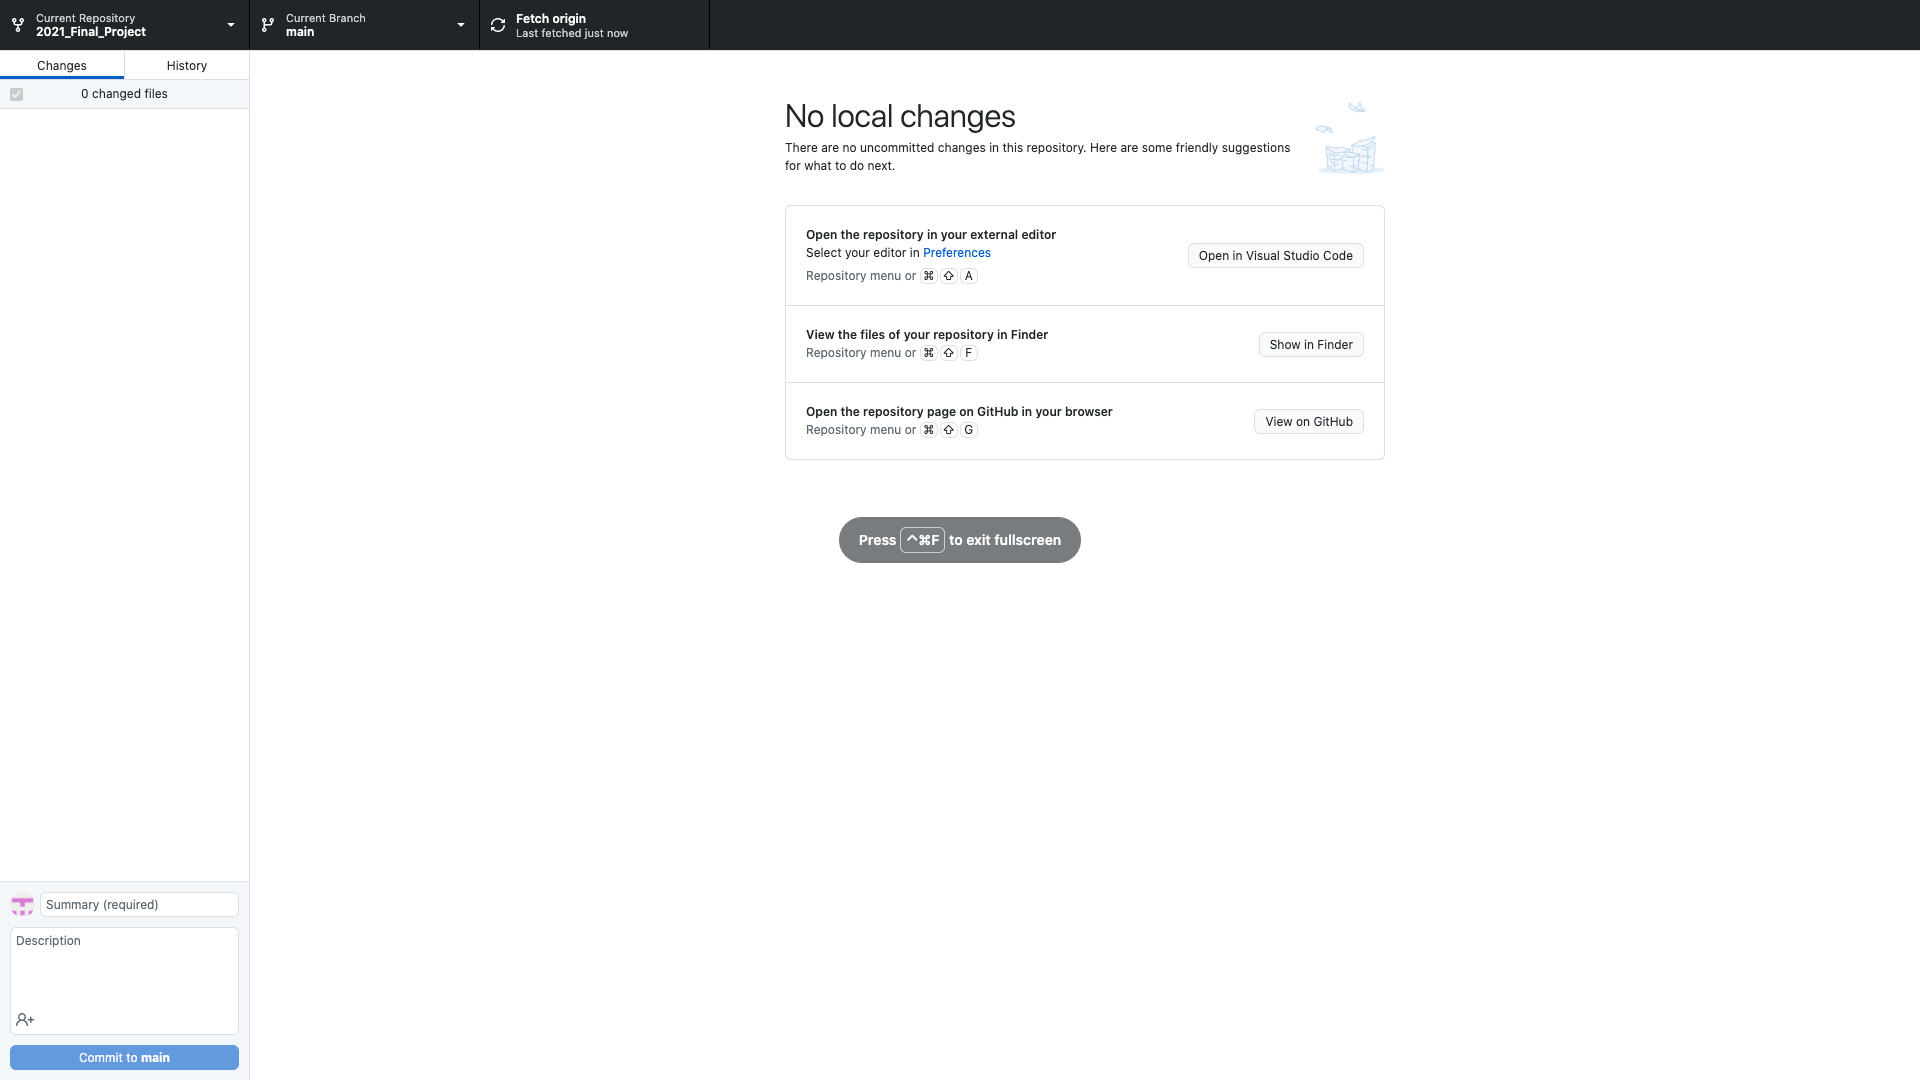 Current Repository
2021_Final_Project
Current Branch
main
Fetch origin
Last fetched just now
Changes
History
0 changed files
No local changes
There are no uncommitted changes in this repository. Here are some friendly suggestions
for what to do next.
Open the repository in your external editor
Select your editor in Preferences
Repository menu or ⌘ ⇧ A
Open in Visual Studio Code
View the files of your repository in Finder
Repository menu or ⌘ ⇧ F
Show in Finder
Open the repository page on GitHub in your browser
Repository menu or ⌘ ⇧ G
View on GitHub
Press ^⌘F to exit fullscreen
Summary (required)
Description
Commit to main